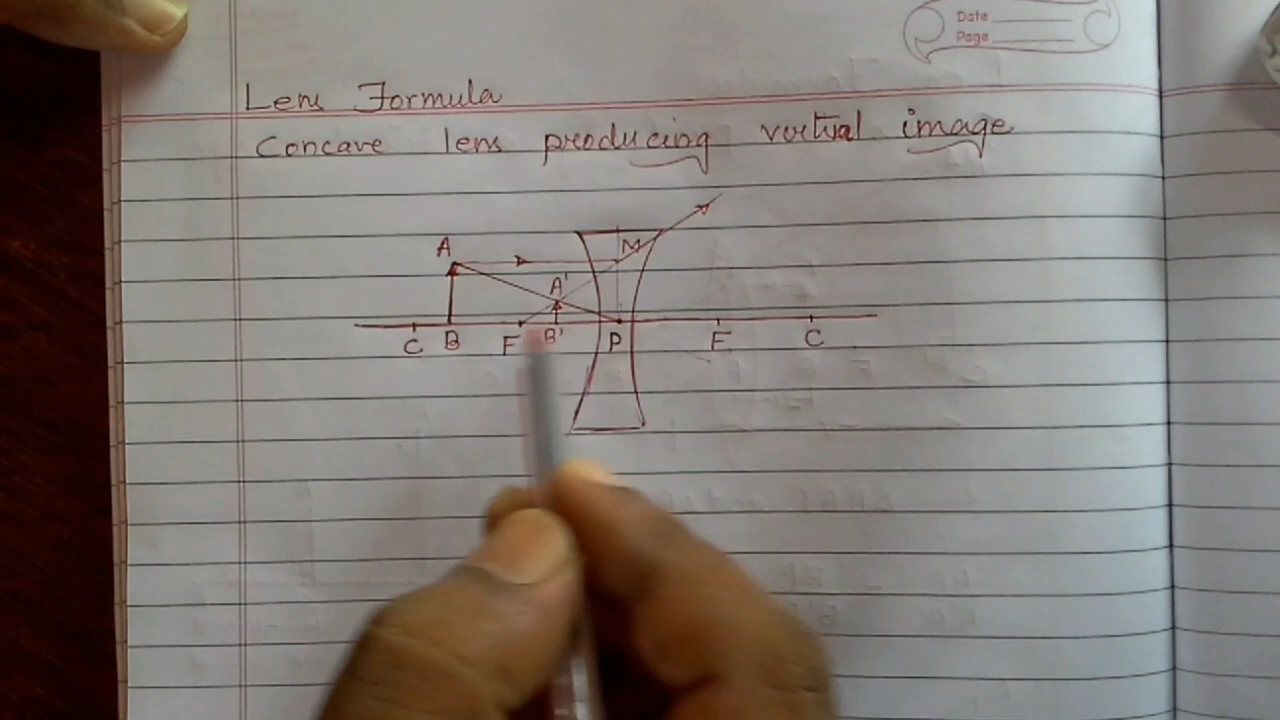 Date
Page
Lens Formula
Concave lens producing virtual image
A M
A'
C B F B' P F C